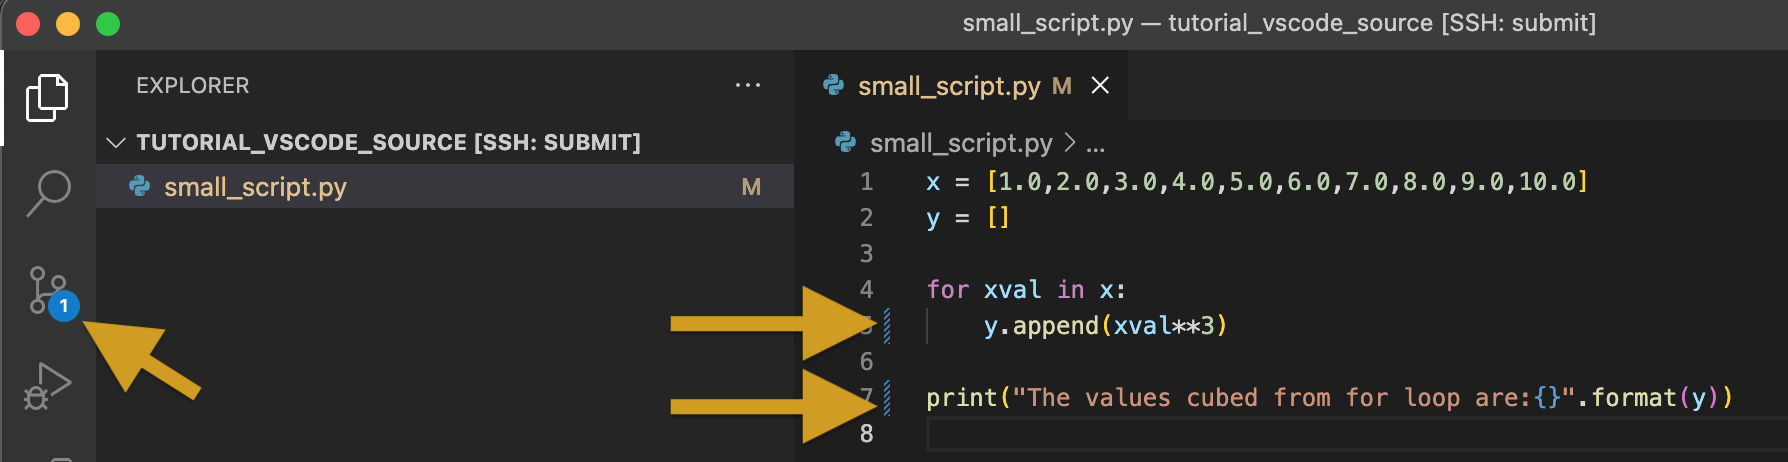 small_script.py — tutorial_vscode_source [SSH: submit]
EXPLORER
...
TUTORIAL_VSCODE_SOURCE [SSH: SUBMIT]
small_script.py M
1
small_script.py M
small_script.py > ...
1 x = [1.0,2.0,3.0,4.0,5.0,6.0,7.0,8.0,9.0,10.0]
2 y = []
3
4 for xval in x:
5 y.append(xval**3)
6
7 print("The values cubed from for loop are:{}".format(y))
8